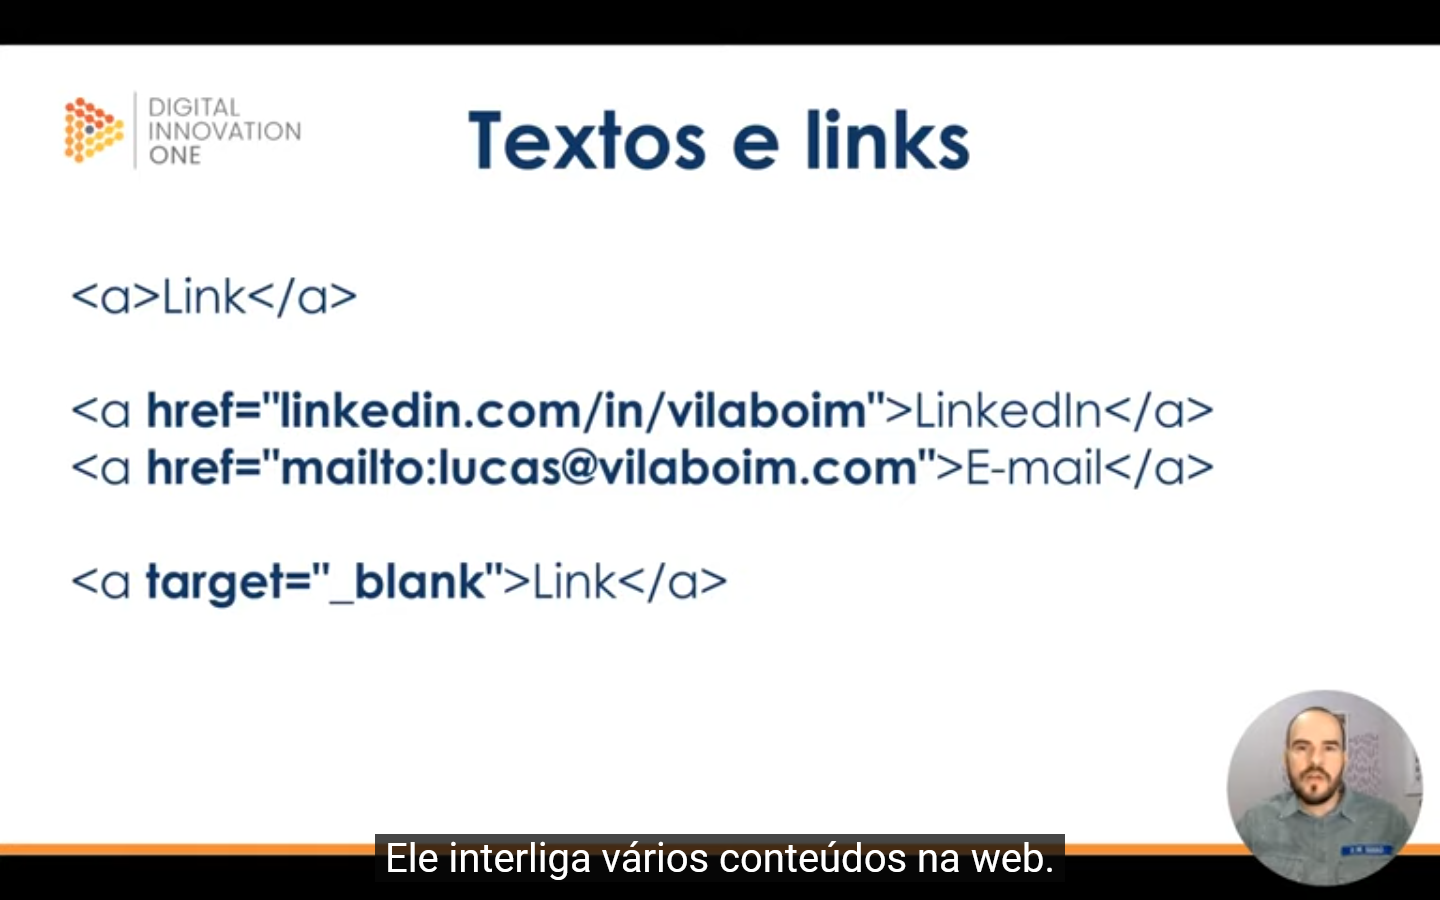 DIGITAL
INNOVATION
ONE
Textos e links
<a>Link</a>
<a href="linkedin.com/in/vilaboim">LinkedIn</a>
<a href="mailto:lucas@vilaboim.com">E-mail</a>
<a target="_blank">Link</a>
Ele interliga vários conteúdos na web.